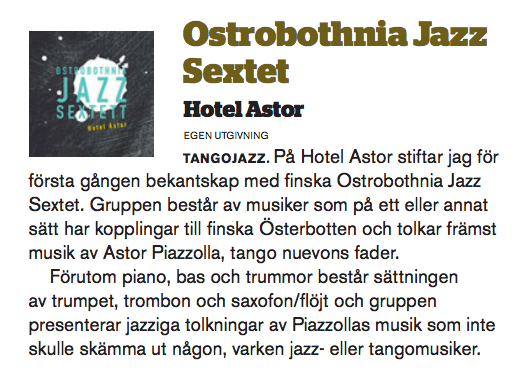 OSTROBOTHNIA
JAZZ
SEXTETT
Hotel Astor
Ostrobothnia Jazz
Sextet
Hotel Astor
EGEN UTGIVNING
TANGOJAZZ. På Hotel Astor stiftar jag för
första gången bekantskap med finska Ostrobothnia Jazz
Sextet. Gruppen består av musiker som på ett eller annat
sätt har kopplingar till finska Österbotten och tolkar främst
musik av Astor Piazzolla, tango nuevons fader.
Förutom piano, bas och trummor består sättningen
av trumpet, trombon och saxofon/flöjt och gruppen
presenterar jazziga tolkningar av Piazzollas musik som inte
skulle skämma ut någon, varken jazz- eller tangomusiker.